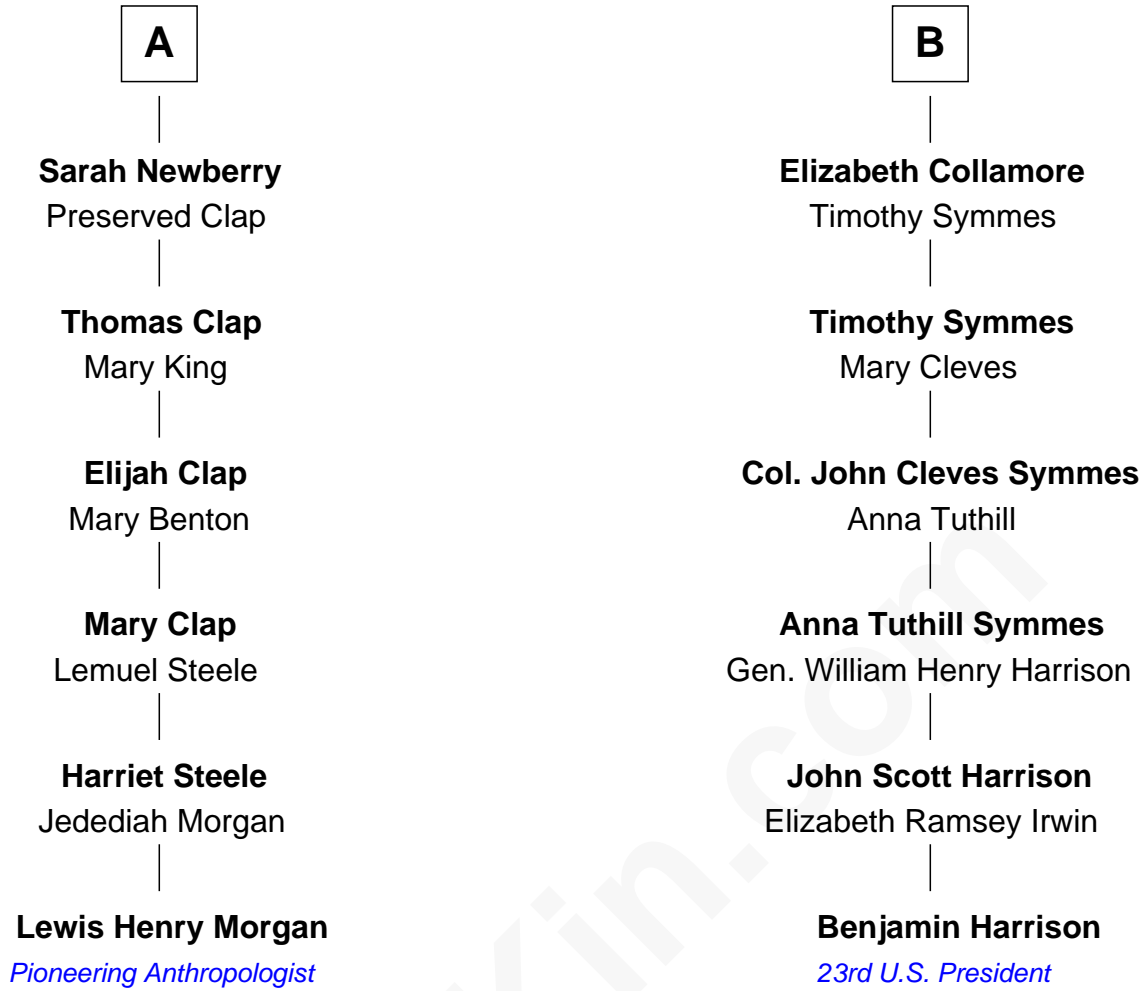 A
B
Sarah Newberry
Preserved Clap
Elizabeth Collamore
Timothy Symmes
Thomas Clap
Mary King
Timothy Symmes
Mary Cleves
Elijah Clap
Mary Benton
Col. John Cleves Symmes
Anna Tuthill
Mary Clap
Lemuel Steele
Anna Tuthill Symmes
Gen. William Henry Harrison
Harriet Steele
Jedediah Morgan
John Scott Harrison
Elizabeth Ramsey Irwin
Lewis Henry Morgan
Pioneering Anthropologist
Benjamin Harrison
23rd U.S. President
Kin.com